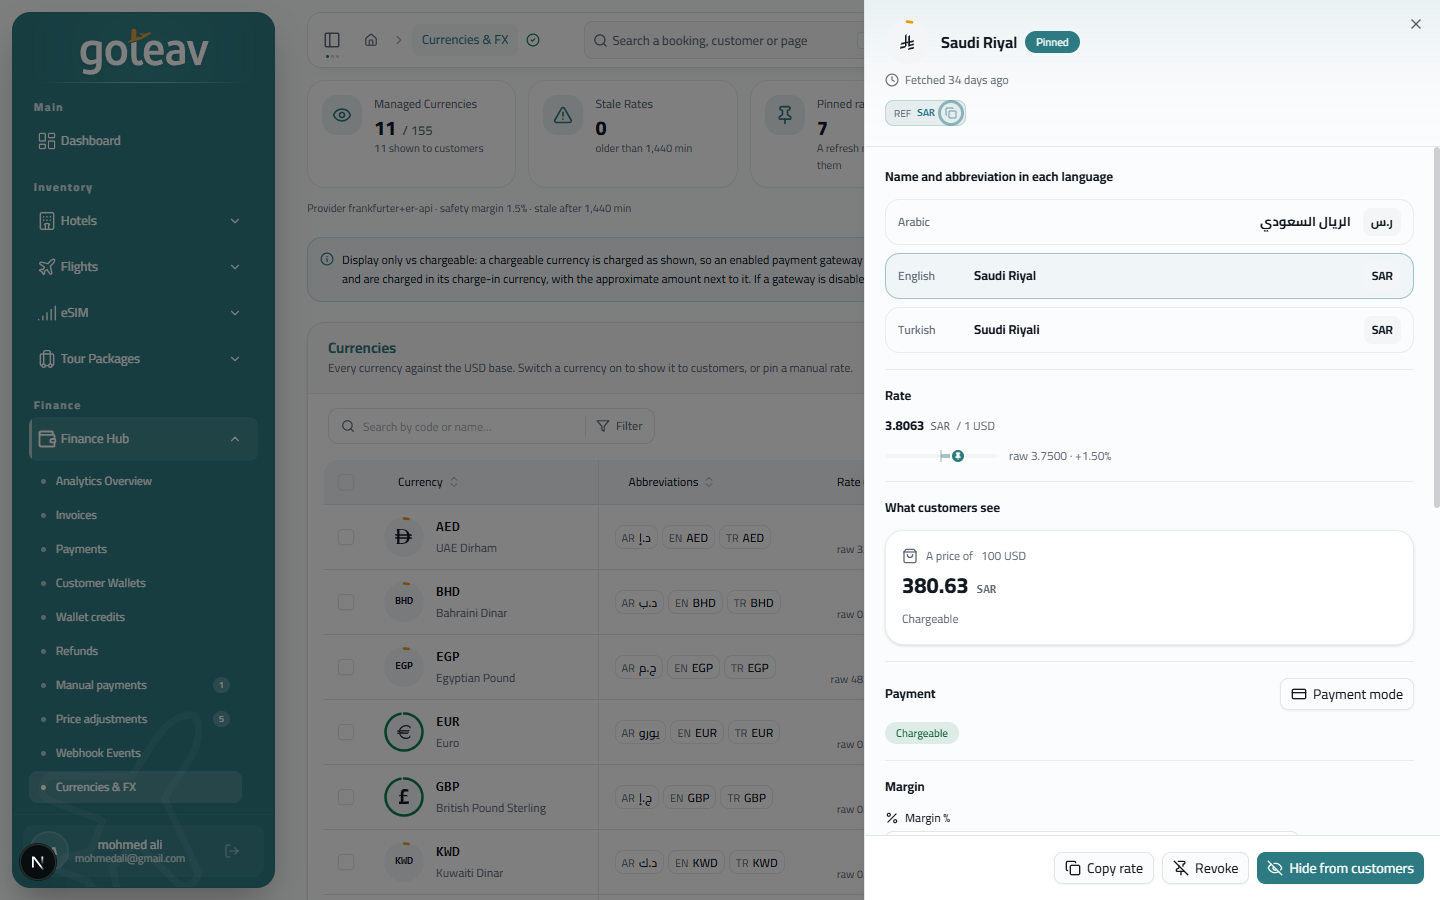 goteav
Main
Dashboard
Inventory
Hotels
Flights
eSIM
Tour Packages
Finance
Finance Hub
Analytics Overview
Invoices
Payments
Customer Wallets
Wallet credits
Refunds
Manual payments 1
Price adjustments 5
Webhook Events
Currencies & FX
mohmed ali
mohmedali@gmail.com
N
Currencies & FX
Search a booking, customer or page
Managed Currencies
11 / 155
11 shown to customers
Stale Rates
0
older than 1,440 min
Pinned ra
7
A refresh
them
Provider frankfurter+er-api · safety margin 1.5% · stale after 1,440 min
Display only vs chargeable: a chargeable currency is charged as shown, so an enabled payment gateway
and are charged in its charge-in currency, with the approximate amount next to it. If a gateway is disable
Currencies
Every currency against the USD base. Switch a currency on to show it to customers, or pin a manual rate.
Search by code or name...
Filter
Currency
Abbreviations
Rate
AED
UAE Dirham
AR د.إ EN AED TR AED
raw 3
BHD BHD
Bahraini Dinar
AR د.ب EN BHD TR BHD
raw 0
EGP EGP
Egyptian Pound
AR ج.م EN EGP TR EGP
raw 48
€ EUR
Euro
AR يورو EN EUR TR EUR
raw 0
£ GBP
British Pound Sterling
AR ج.إ EN GBP TR GBP
raw 0
KWD KWD
Kuwaiti Dinar
AR د.ك EN KWD TR KWD
raw 0
Saudi Riyal Pinned
Fetched 34 days ago
REF SAR
Name and abbreviation in each language
Arabic الريال السعودي ر.س
English Saudi Riyal SAR
Turkish Suudi Riyali SAR
Rate
3.8063 SAR / 1 USD
raw 3.7500 · +1.50%
What customers see
A price of 100 USD
380.63 SAR
Chargeable
Payment
Payment mode
Chargeable
Margin
Margin %
Copy rate
Revoke
Hide from customers